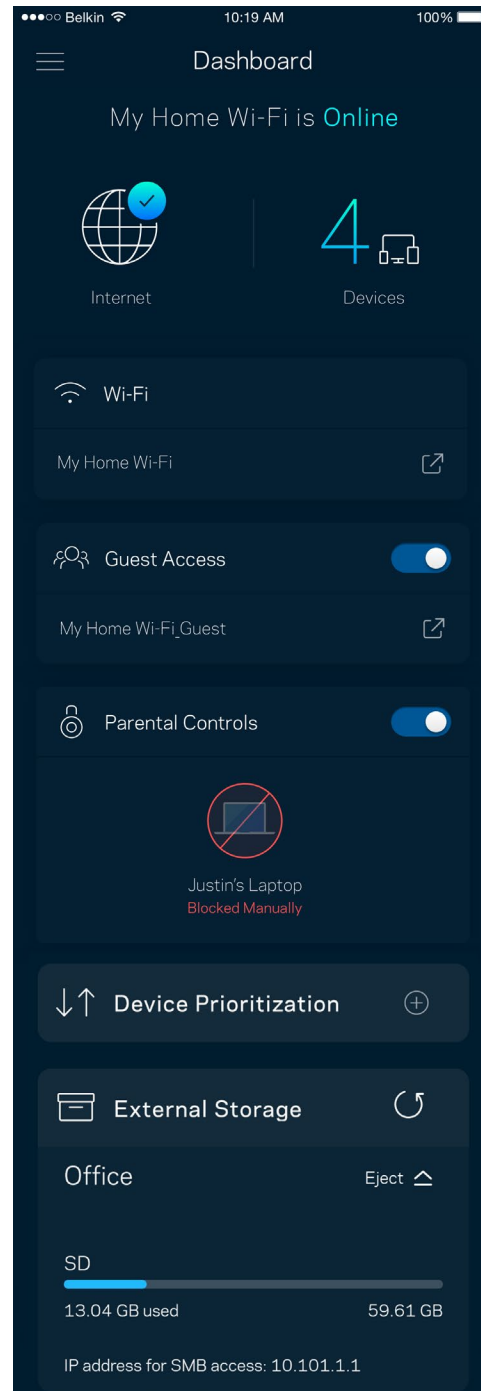 Belkin 10:19 AM 100%
Dashboard
My Home Wi-Fi is Online
4
Internet Devices
Wi-Fi
My Home Wi-Fi
Guest Access
My Home Wi-Fi_Guest
Parental Controls
Justin's Laptop
Blocked Manually
Device Prioritization
External Storage
Office Eject
SD
13.04 GB used 59.61 GB
IP address for SMB access: 10.101.1.1